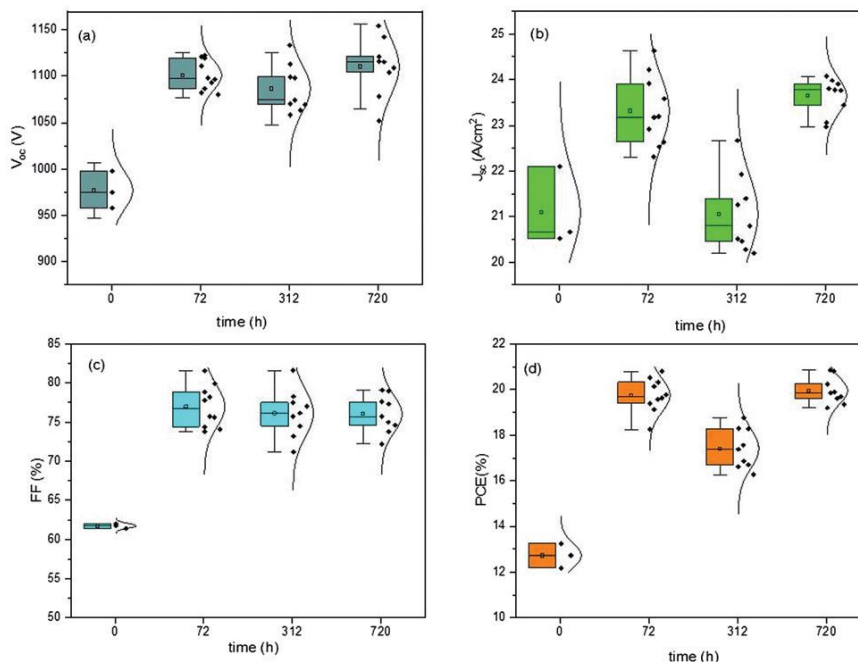 (a)
V_oc (V)
1150
1100
1050
1000
950
900
0 72 312 720
time (h)
(b)
J_sc (A/cm²)
25
24
23
22
21
20
0 72 312 720
time (h)
(c)
FF (%)
85
80
75
70
65
60
55
50
0 72 312 720
time (h)
(d)
PCE(%)
22
20
18
16
14
12
10
0 72 312 720
time (h)